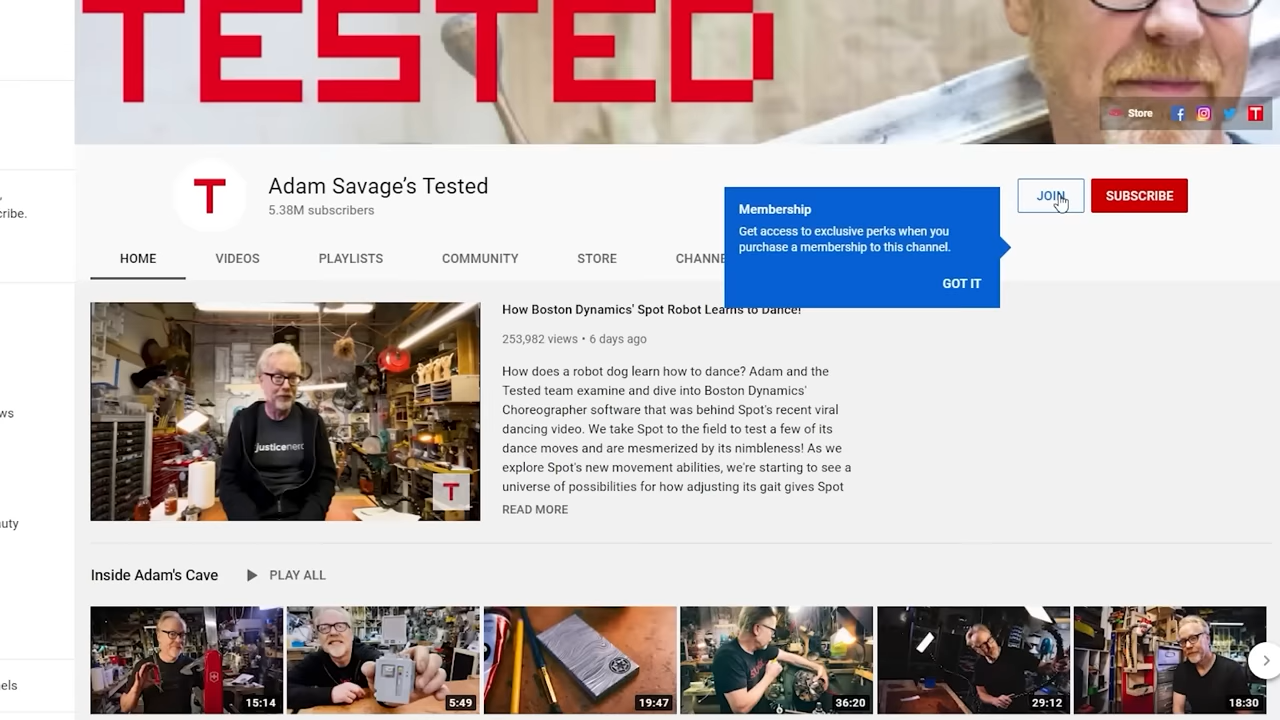 TESTED
Store
T
T
Adam Savage's Tested
5.38M subscribers
JOIN
SUBSCRIBE
Membership
Get access to exclusive perks when you
purchase a membership to this channel.
GOT IT
HOME
VIDEOS
PLAYLISTS
COMMUNITY
STORE
CHANNE
cribe.
How Boston Dynamics' Spot Robot Learns to Dance!
253,982 views • 6 days ago
How does a robot dog learn how to dance? Adam and the
Tested team examine and dive into Boston Dynamics'
Choreographer software that was behind Spot's recent viral
dancing video. We take Spot to the field to test a few of its
dance moves and are mesmerized by its nimbleness! As we
explore Spot's new movement abilities, we're starting to see a
universe of possibilities for how adjusting its gait gives Spot
READ MORE
justicener
T
ws
auty
els
Inside Adam's Cave
PLAY ALL
15:14
5:49
19:47
36:20
29:12
18:30